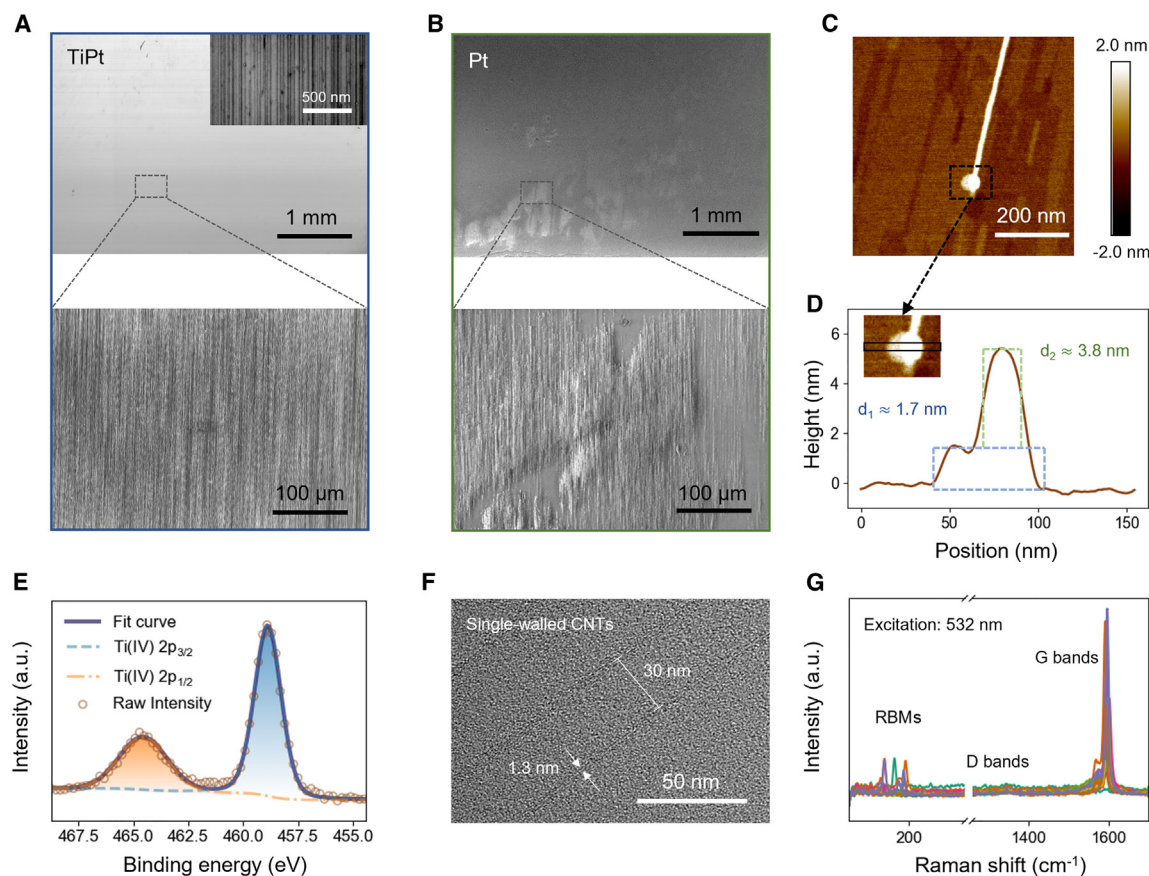 A
TiPt
500 nm
1 mm
100 µm
B
Pt
1 mm
100 µm
C
2.0 nm
-2.0 nm
200 nm
D
6
4
2
0
Height (nm)
d₁ ≈ 1.7 nm
d₂ ≈ 3.8 nm
0 50 100 150
Position (nm)
E
Fit curve
Ti(IV) 2p₃/₂
Ti(IV) 2p₁/₂
Raw Intensity
Intensity (a.u.)
467.5 465.0 462.5 460.0 457.5 455.0
Binding energy (eV)
F
Single-walled CNTs
30 nm
1.3 nm
50 nm
G
Excitation: 532 nm
G bands
RBMs
D bands
Intensity (a.u.)
200 1400 1600
Raman shift (cm⁻¹)